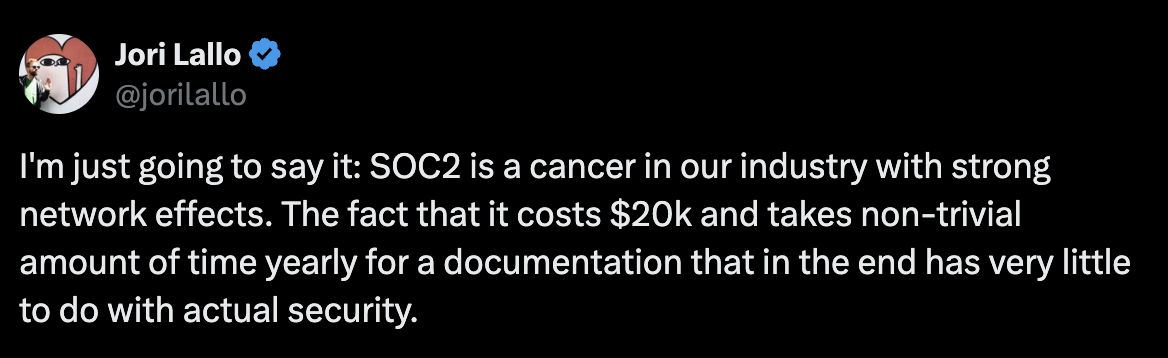 Jori Lallo
@jorilallo
I'm just going to say it: SOC2 is a cancer in our industry with strong
network effects. The fact that it costs $20k and takes non-trivial
amount of time yearly for a documentation that in the end has very little
to do with actual security.